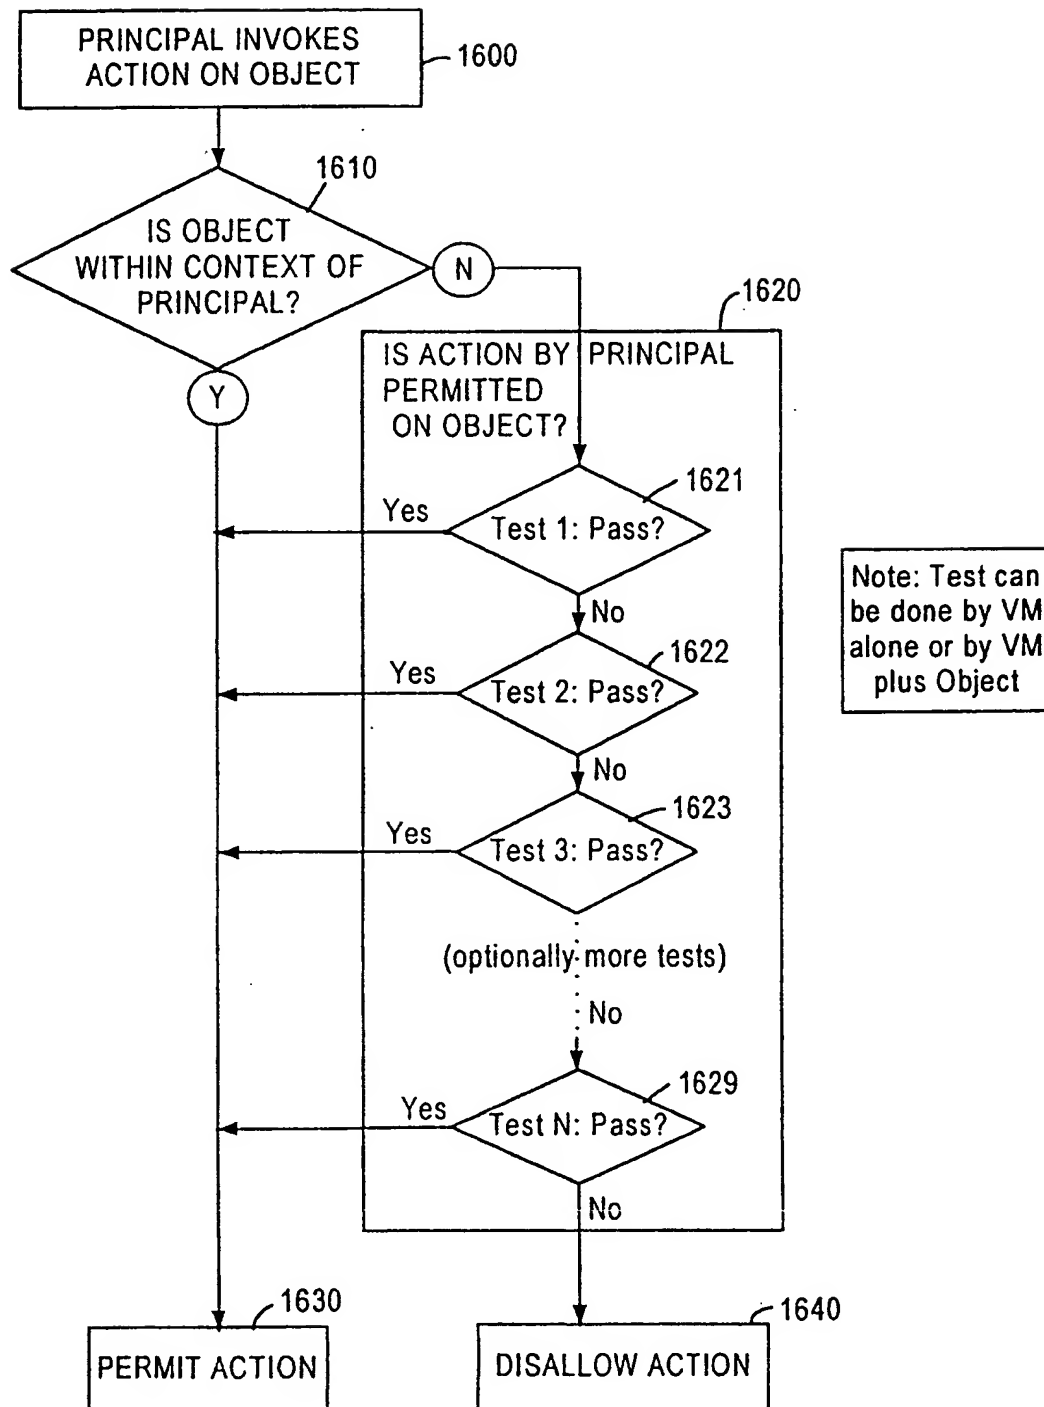 PRINCIPAL INVOKES
ACTION ON OBJECT
1600
1610
IS OBJECT
WITHIN CONTEXT OF
PRINCIPAL?
N
Y
1620
IS ACTION BY PRINCIPAL
PERMITTED
ON OBJECT?
1621
Test 1: Pass?
Yes
No
1622
Test 2: Pass?
Yes
No
1623
Test 3: Pass?
Yes
(optionally more tests)
No
1629
Test N: Pass?
Yes
No
Note: Test can
be done by VM
alone or by VM
plus Object
1630
PERMIT ACTION
1640
DISALLOW ACTION